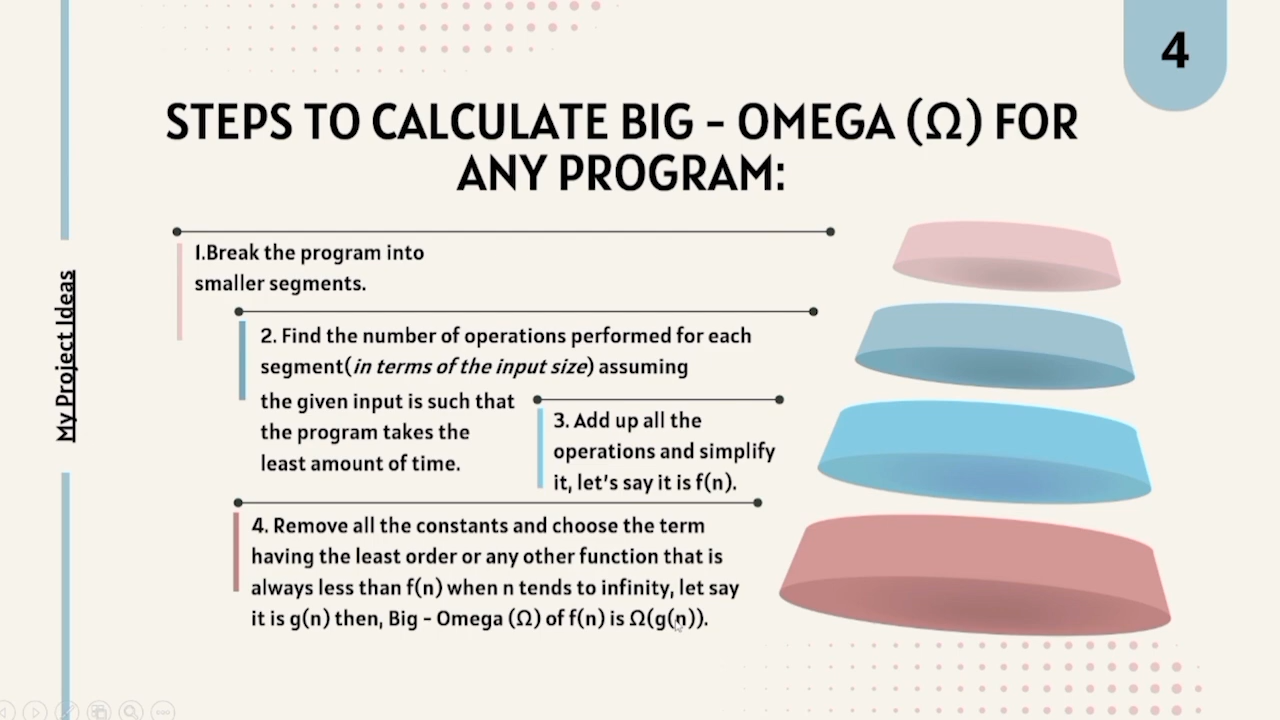 4
STEPS TO CALCULATE BIG - OMEGA (Ω) FOR
ANY PROGRAM:
My Project Ideas
1.Break the program into
smaller segments.
2. Find the number of operations performed for each
segment(in terms of the input size) assuming
the given input is such that
the program takes the
least amount of time.
3. Add up all the
operations and simplify
it, let's say it is f(n).
4. Remove all the constants and choose the term
having the least order or any other function that is
always less than f(n) when n tends to infinity, let say
it is g(n) then, Big - Omega (Ω) of f(n) is Ω(g(n)).